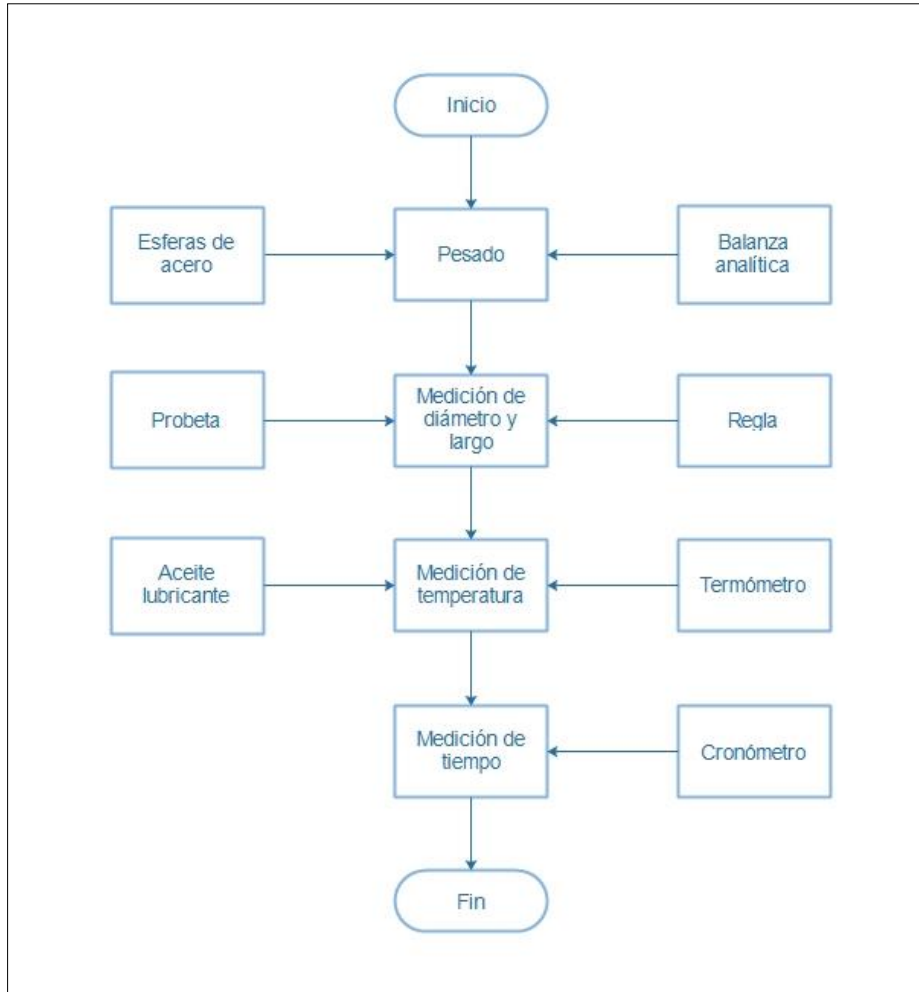 Inicio
Esferas de
acero
Pesado
Balanza
analítica
Probeta
Medición de
diámetro y
largo
Regla
Aceite
lubricante
Medición de
temperatura
Termómetro
Medición de
tiempo
Cronómetro
Fin